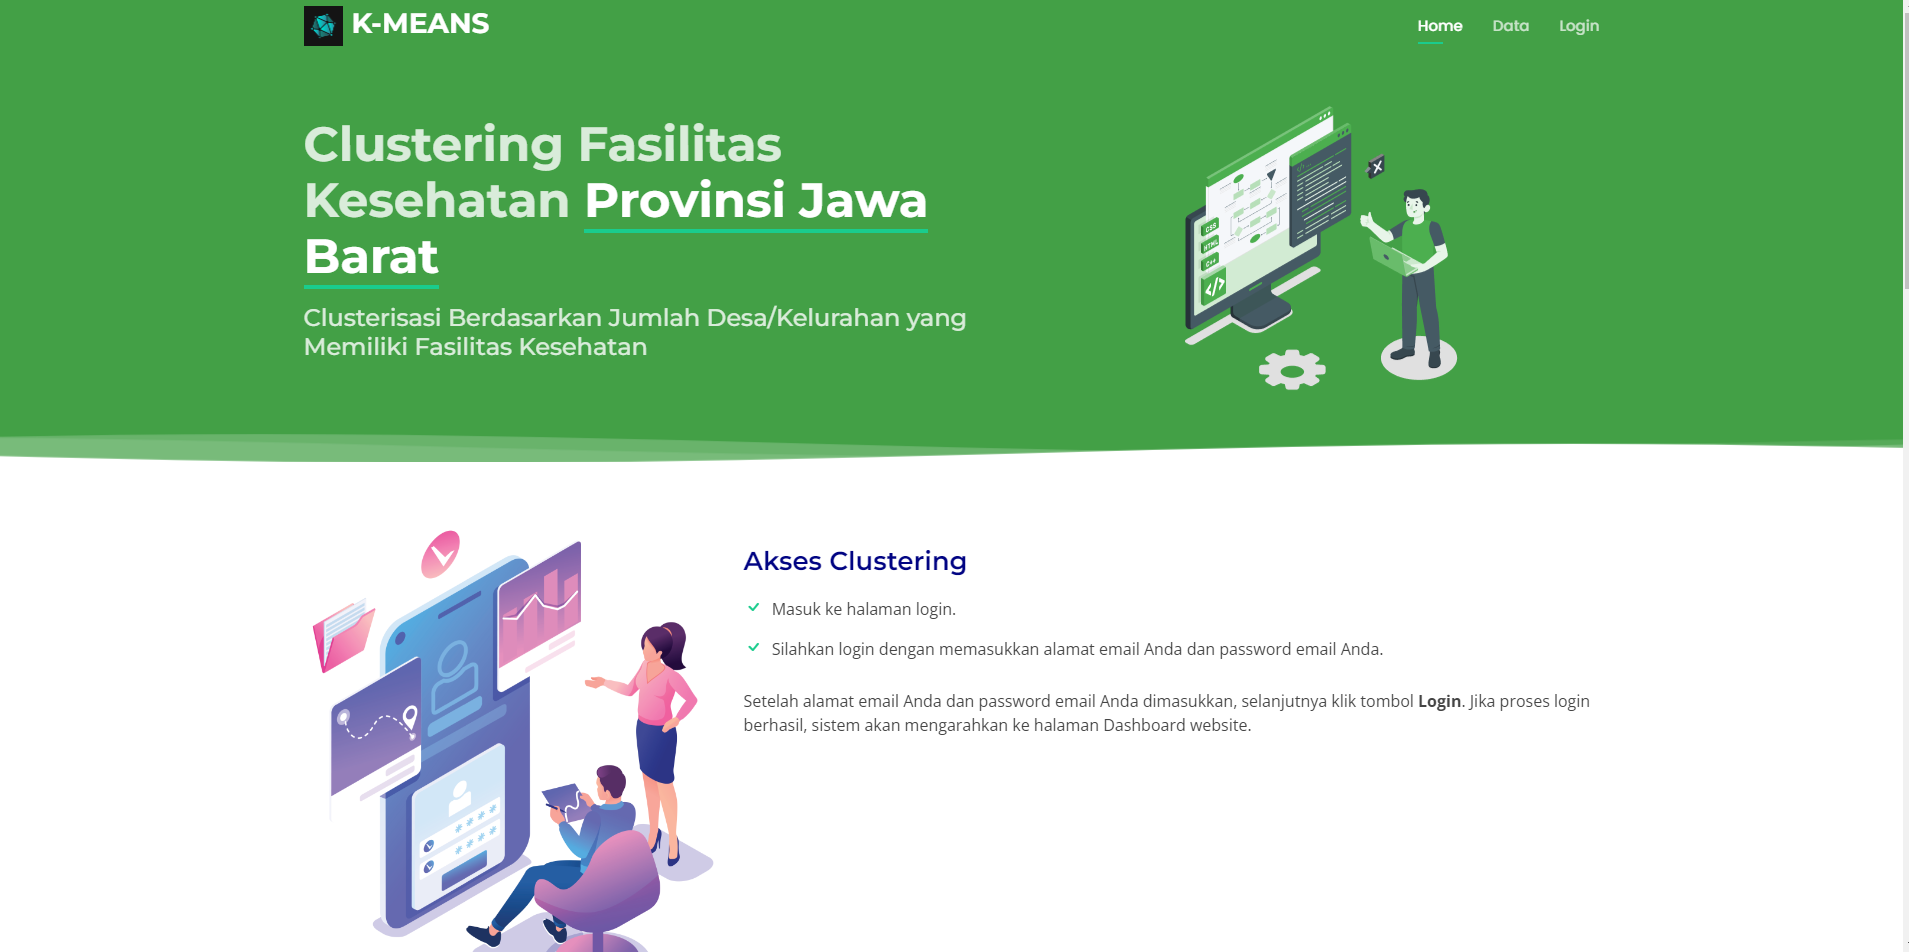 K-MEANS
Home Data Login
Clustering Fasilitas
Kesehatan Provinsi Jawa
Barat
Clusterisasi Berdasarkan Jumlah Desa/Kelurahan yang
Memiliki Fasilitas Kesehatan
CSS
HTML
C++
</>
X
Akses Clustering
Masuk ke halaman login.
Silahkan login dengan memasukkan alamat email Anda dan password email Anda.
Setelah alamat email Anda dan password email Anda dimasukkan, selanjutnya klik tombol Login. Jika proses login
berhasil, sistem akan mengarahkan ke halaman Dashboard website.